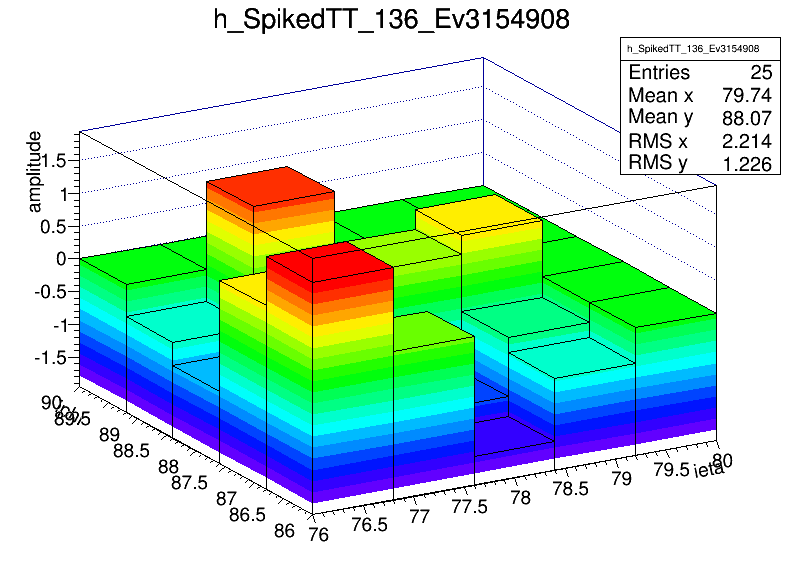 h_SpikedTT_136_Ev3154908
h_SpikedTT_136_Ev3154908
Entries 25
Mean x 79.74
Mean y 88.07
RMS x 2.214
RMS y 1.226
amplitude
1.5
1
0.5
0
-0.5
-1
-1.5
90
89.5
89
88.5
88
87.5
87
86.5
86
76
76.5
77
77.5
78
78.5
79
79.5
80
ieta